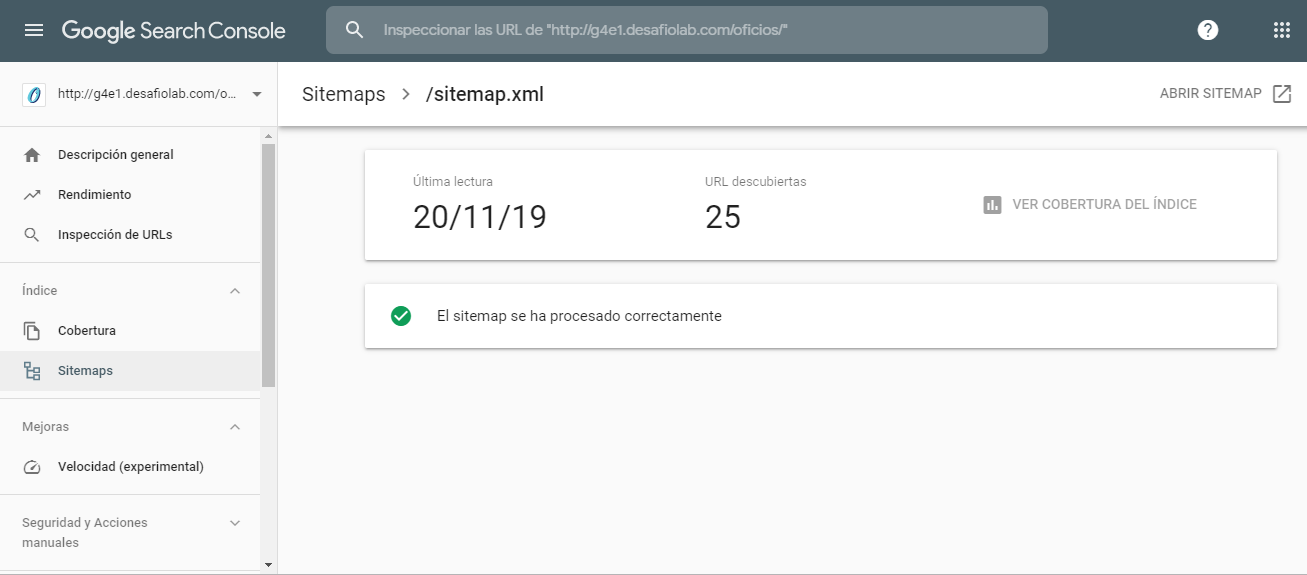 Google Search Console
Inspeccionar las URL de "http://g4e1.desafiolab.com/oficios/"
http://g4e1.desafiolab.com/o...
Sitemaps > /sitemap.xml
ABRIR SITEMAP
Descripción general
Rendimiento
Inspección de URLs
Índice
Cobertura
Sitemaps
Mejoras
Velocidad (experimental)
Seguridad y Acciones
manuales
Última lectura
20/11/19
URL descubiertas
25
VER COBERTURA DEL ÍNDICE
El sitemap se ha procesado correctamente